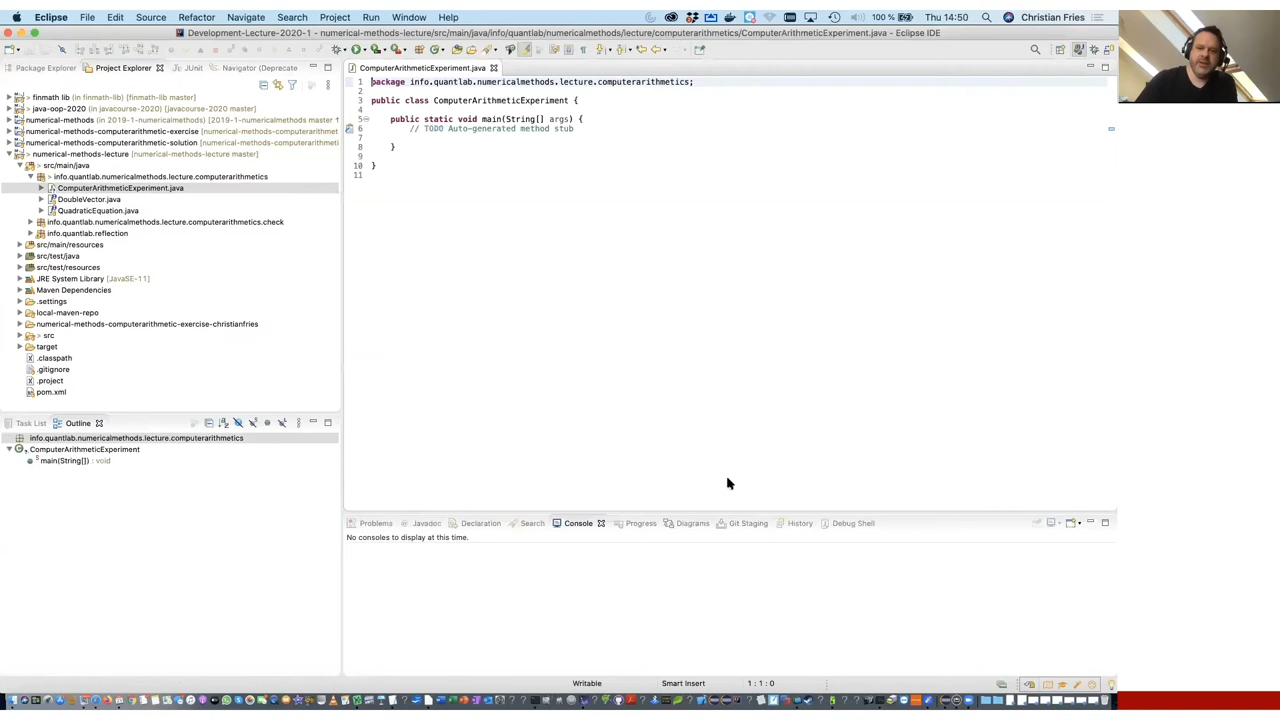 Eclipse File Edit Source Refactor Navigate Search Project Run Window Help 100 % Thu 14:50 Christian Fries
Development-Lecture-2020-1 - numerical-methods-lecture/src/main/java/info/quantlab/numericalmethods/lecture/computerarithmetics/ComputerArithmeticExperiment.java - Eclipse IDE
Package Explorer Project Explorer JUnit Navigator (Deprecate
ComputerArithmeticExperiment.java
finmath lib (in finmath-lib) [finmath-lib master]
java-oop-2020 (in javacourse-2020) [javacourse-2020 master]
numerical-methods (in 2019-1-numericalmethods) [2019-1-numericalmethods master
numerical-methods-computerarithmetic-exercise (in numerical-methods-computerarithmet
numerical-methods-computerarithmetic-solution (in numerical-methods-computerarithmeti
numerical-methods-lecture [numerical-methods-lecture master]
src/main/java
info.quantlab.numericalmethods.lecture.computerarithmetics
ComputerArithmeticExperiment.java
DoubleVector.java
QuadraticEquation.java
info.quantlab.numericalmethods.lecture.computerarithmetics.check
info.quantlab.reflection
src/main/resources
src/test/java
src/test/resources
JRE System Library [JavaSE-11]
Maven Dependencies
.settings
local-maven-repo
numerical-methods-computerarithmetic-exercise-christianfries
src
target
.classpath
.gitignore
.project
pom.xml
1 package info.quantlab.numericalmethods.lecture.computerarithmetics;
2
3 public class ComputerArithmeticExperiment {
4
5 public static void main(String[] args) {
6 // TODO Auto-generated method stub
7
8 }
9
10 }
11
Task List Outline
info.quantlab.numericalmethods.lecture.computerarithmetics
ComputerArithmeticExperiment
main(String[]) : void
Problems Javadoc Declaration Search Console Progress Diagrams Git Staging History Debug Shell
No consoles to display at this time.
Writable Smart Insert 1 : 1 : 0